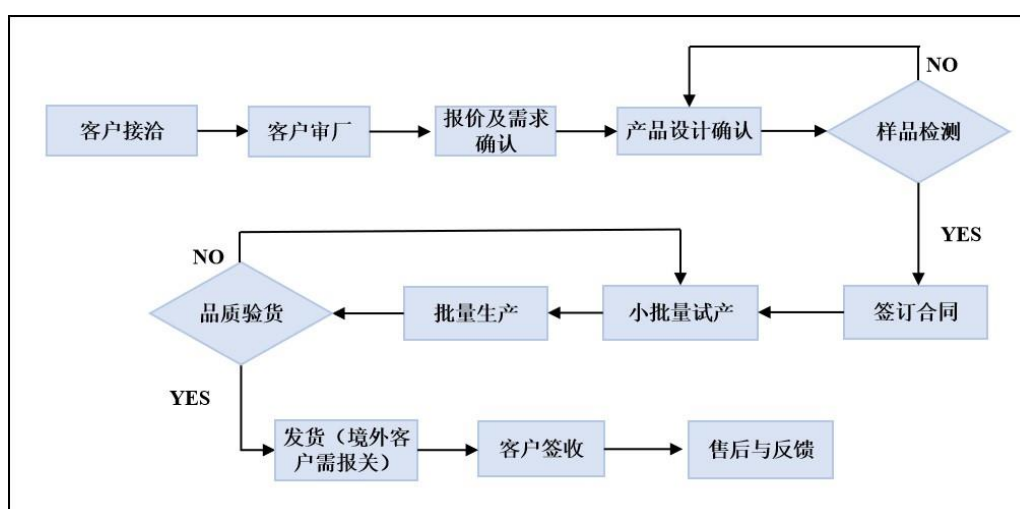 NO
客户接洽
客户审厂
报价及需求
确认
产品设计确认
样品检测
YES
NO
品质验货
批量生产
小批量试产
签订合同
YES
发货（境外客
户需报关）
客户签收
售后与反馈